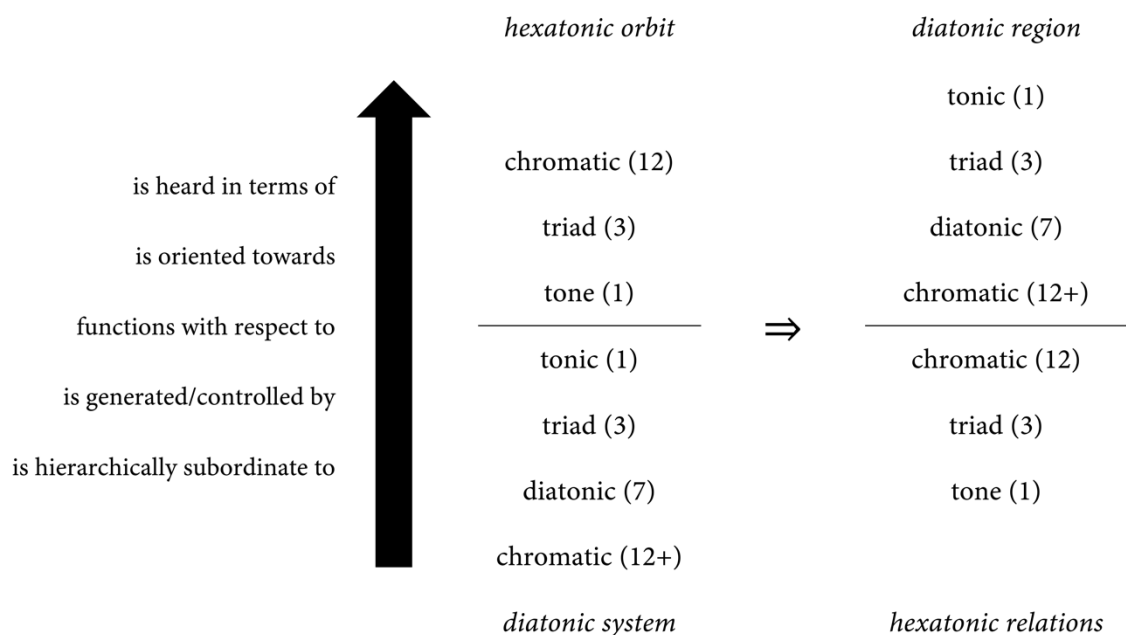 hexatonic orbit
diatonic region
tonic (1)
chromatic (12)
triad (3)
is heard in terms of
triad (3)
diatonic (7)
is oriented towards
tone (1)
chromatic (12+)
functions with respect to
⇒
tonic (1)
chromatic (12)
is generated/controlled by
triad (3)
triad (3)
is hierarchically subordinate to
diatonic (7)
tone (1)
chromatic (12+)
diatonic system
hexatonic relations